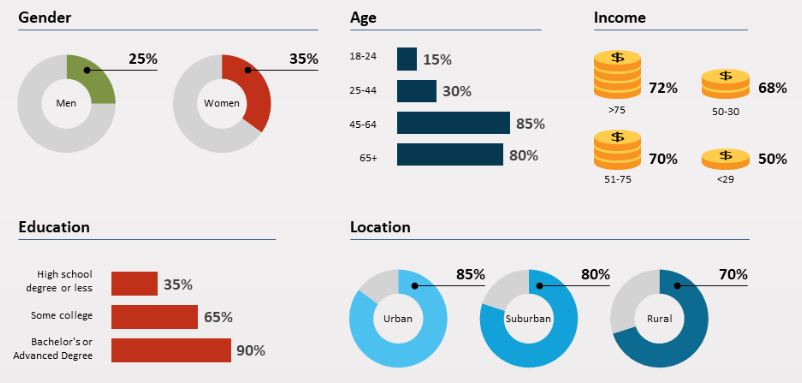 Gender
25%
Men
35%
Women
Age
18-24
15%
25-44
30%
45-64
85%
65+
80%
Income
$
72%
>75
$
68%
50-30
$
70%
51-75
$
50%
<29
Education
High school
degree or less
35%
Some college
65%
Bachelor's or
Advanced Degree
90%
Location
85%
Urban
80%
Suburban
70%
Rural